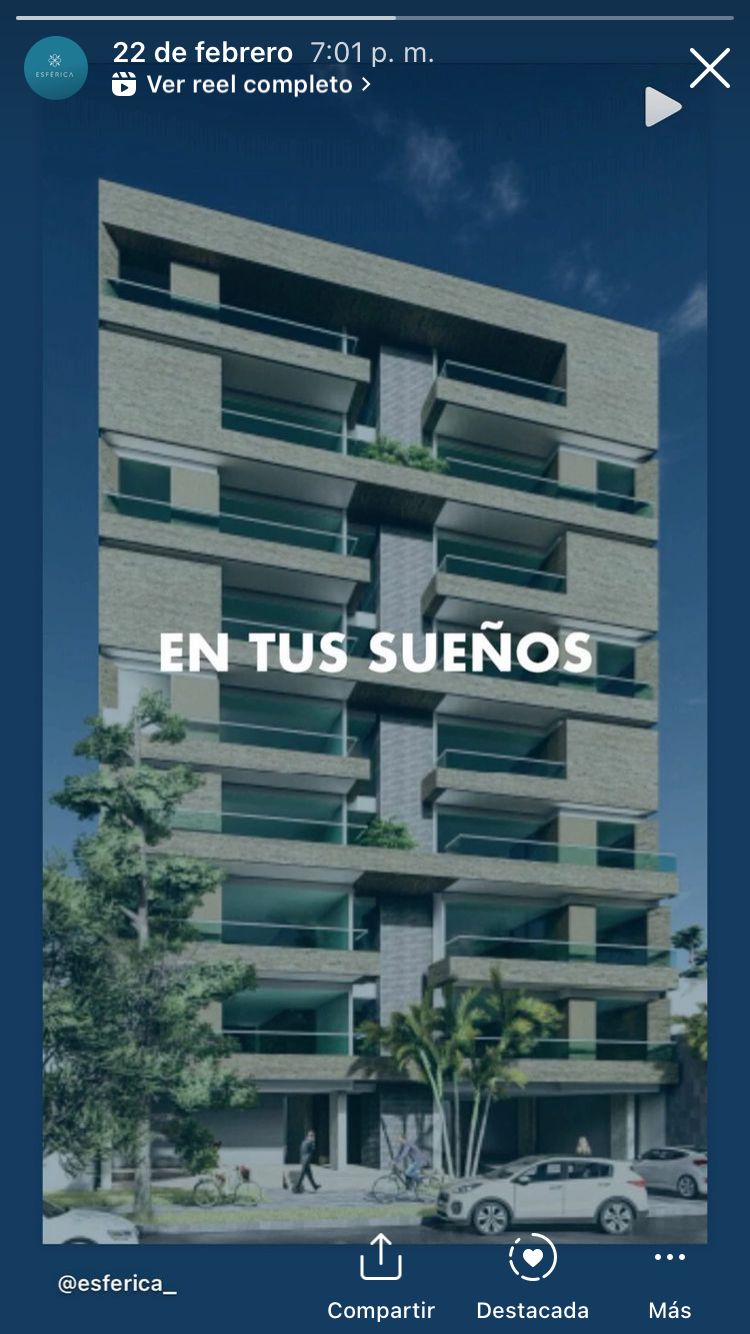 22 de febrero 7:01 p. m.
ESFÉRICA
Ver reel completo
EN TUS SUEÑOS
@esferica_
Compartir
Destacada
Más